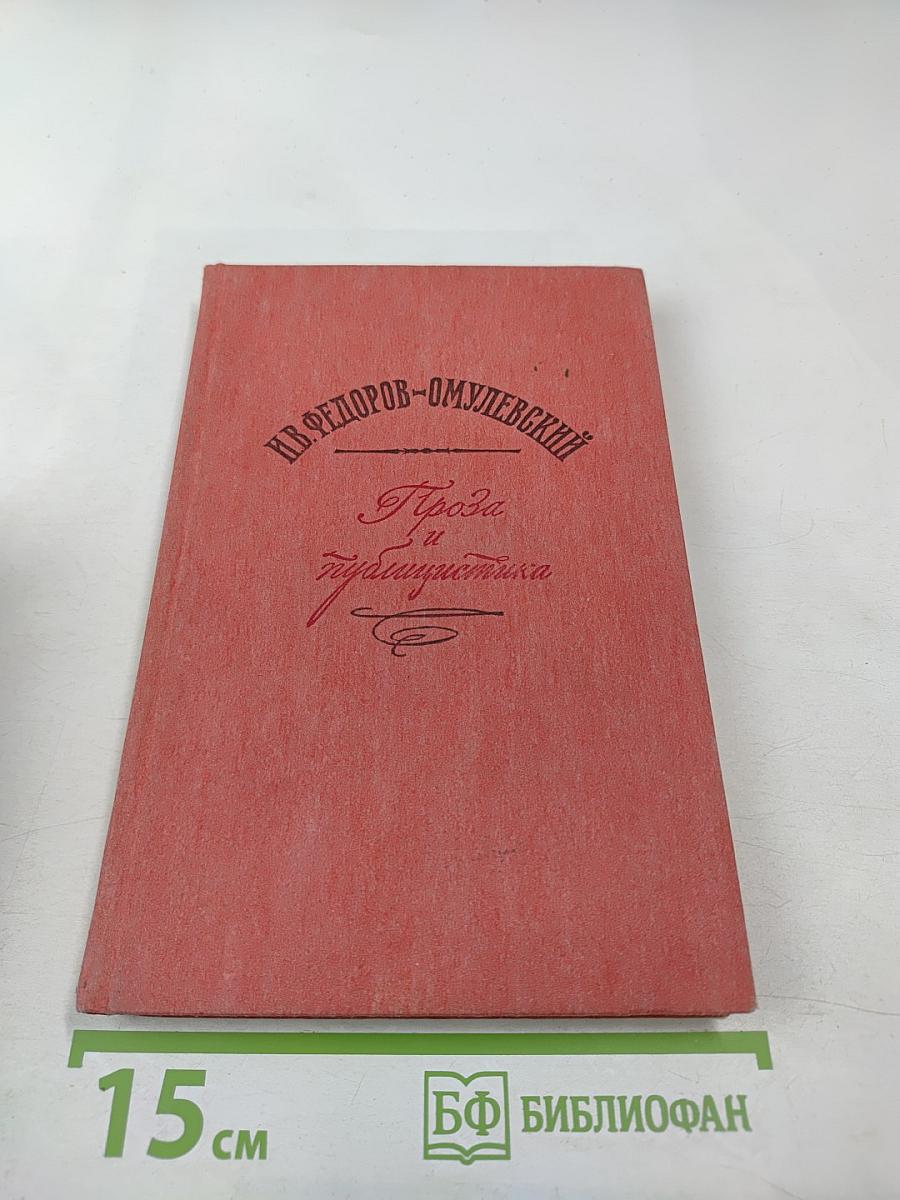 И.В.ФЕДОРОВ-ОМУЛЕВСКИЙ
Проза
и
публицистика
15 см
БФ БИБЛИОФАН